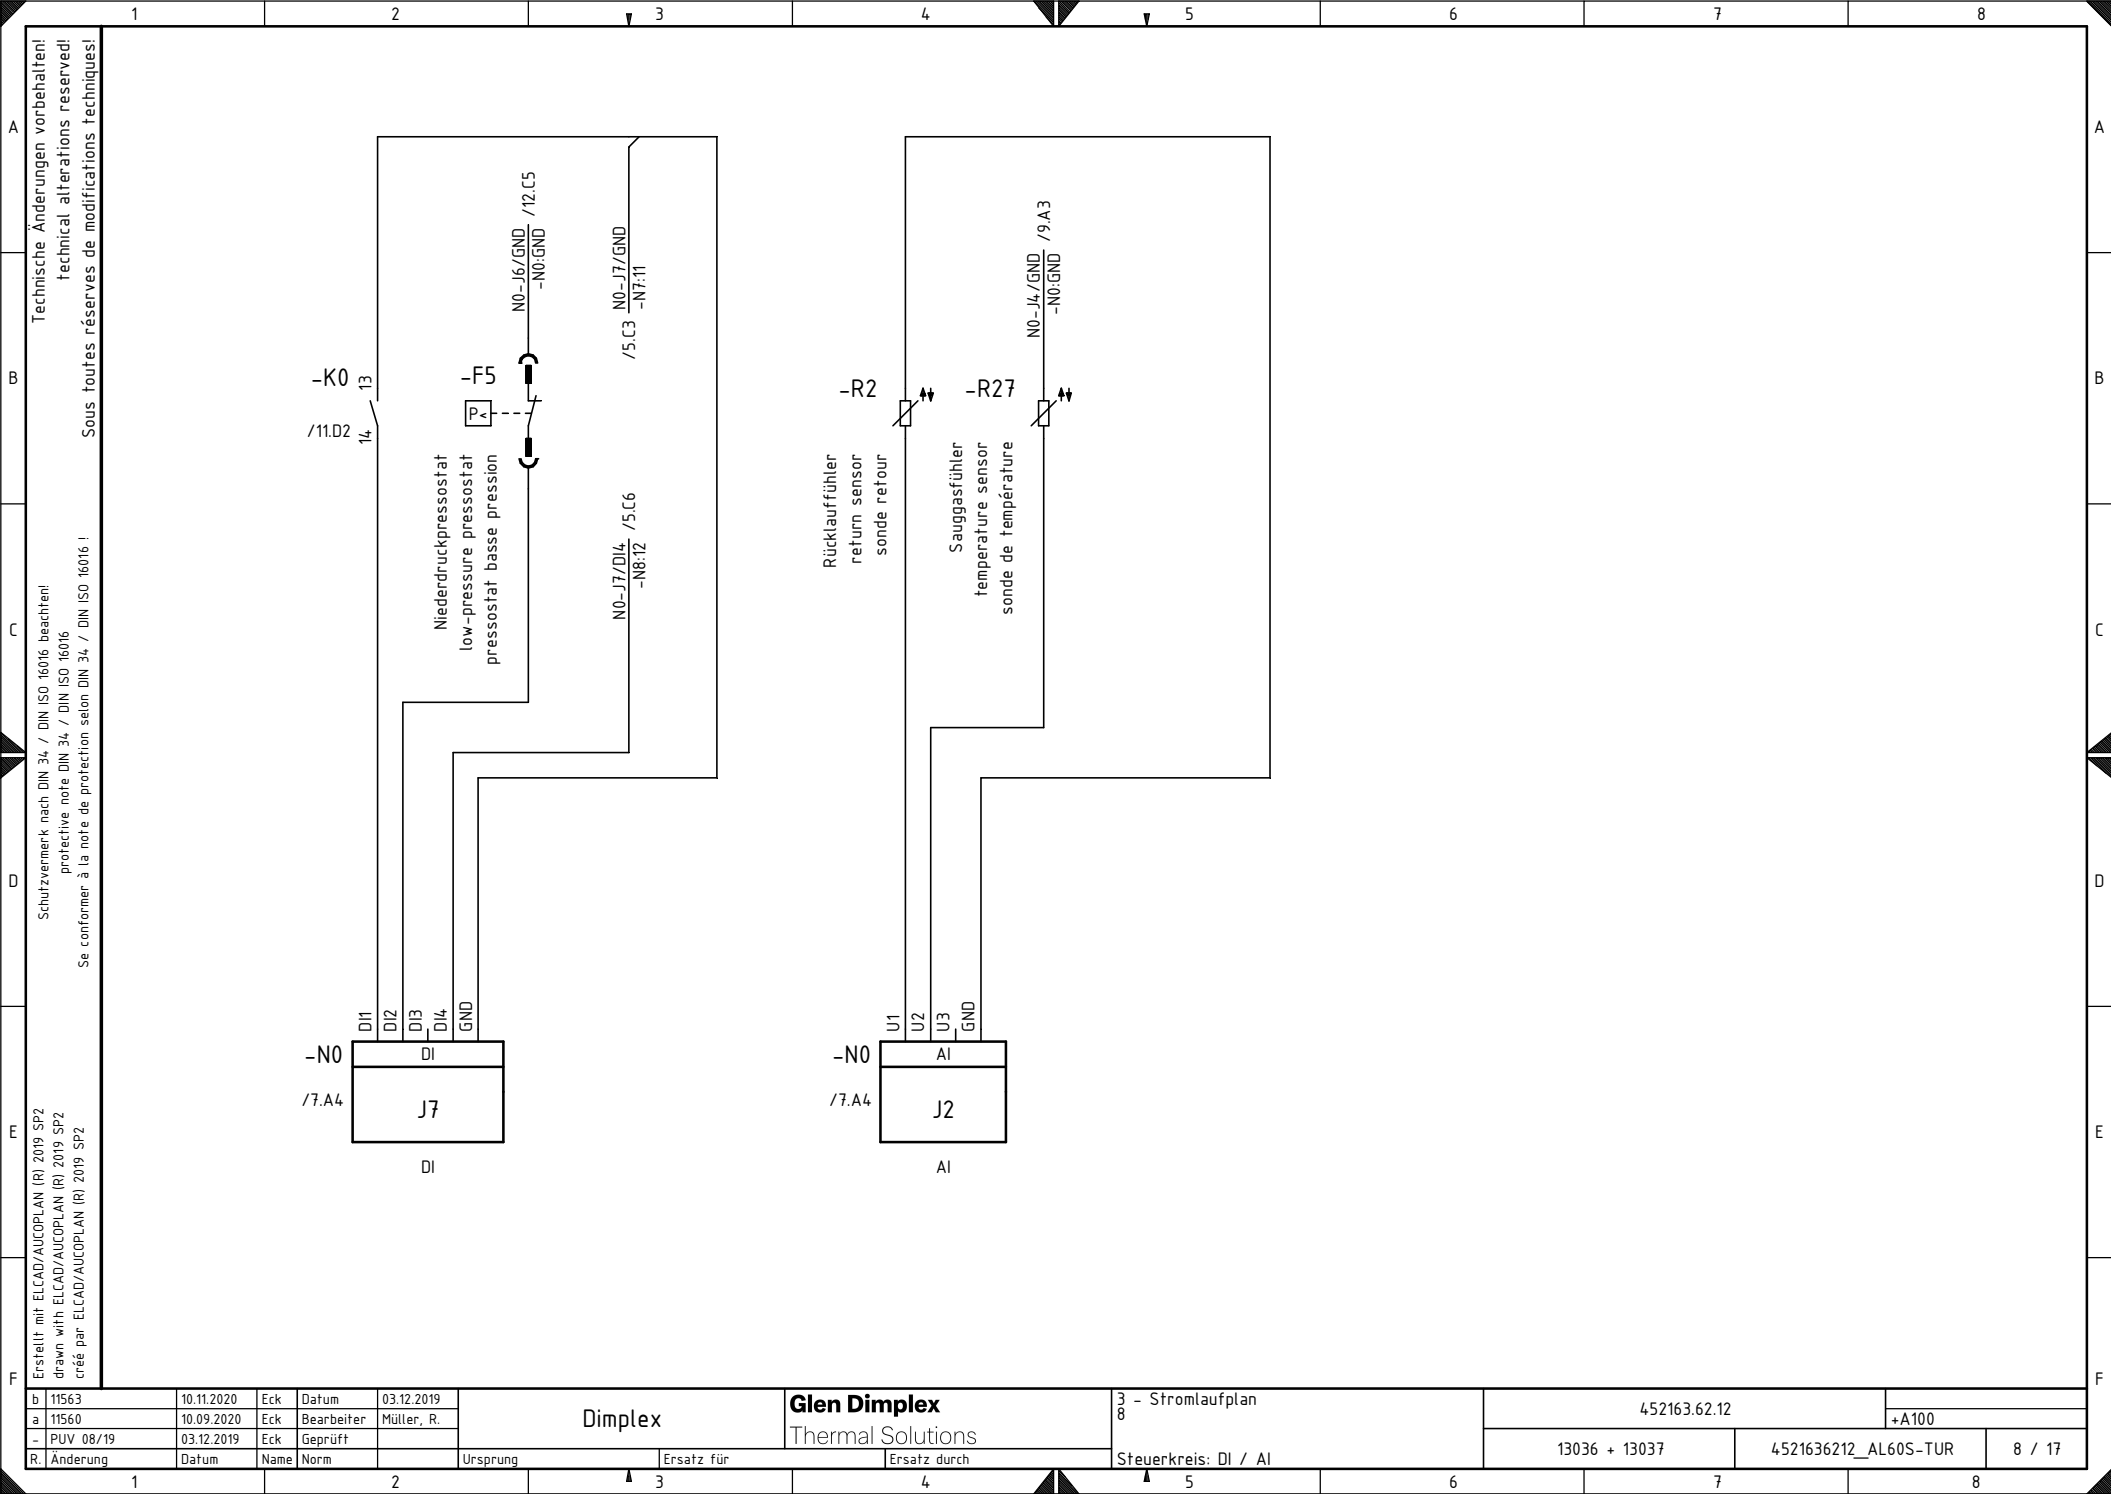 1 2 3 4 5 6 7 8
A
B
C
D
E
F
Technische Änderungen vorbehalten!
technical alterations reserved!
Sous toutes réserves de modifications techniques!
Schutzvermerk nach DIN 34 / DIN ISO 16016 beachten!
protective note DIN 34 / DIN ISO 16016
Se conformer à la note de protection selon DIN 34 / DIN ISO 16016 !
Erstellt mit ELCAD/AUCOPLAN (R) 2019 SP2
drawn with ELCAD/AUCOPLAN (R) 2019 SP2
créé par ELCAD/AUCOPLAN (R) 2019 SP2
-K0
13
/11.D2
14
-F5
P<
N0-J6/GND /12.C5
-N0:GND
/5.C3 N0-J7/GND
-N7:11
Niederdruckpressostat
low-pressure pressostat
pressostat basse pression
N0-J7/DI4 /5.C6
-N8:12
DI1
DI2
DI3
DI4
GND
-N0
DI
/7.A4
J7
DI
-R2
-R27
N0-J4/GND /9.A3
-N0:GND
Rücklauffühler
return sensor
sonde retour
Sauggasfühler
temperature sensor
sonde de température
U1
U2
U3
GND
-N0
AI
/7.A4
J2
AI
A
B
C
D
E
F
b 11563 10.11.2020 Eck Datum 03.12.2019
a 11560 10.09.2020 Eck Bearbeiter Müller, R.
- PUV 08/19 03.12.2019 Eck Geprüft
R. Änderung Datum Name Norm
Dimplex
Ursprung
Ersatz für
Glen Dimplex
Thermal Solutions
Ersatz durch
3 - Stromlaufplan
8
Steuerkreis: DI / AI
452163.62.12
+A100
13036 + 13037
4521636212_AL60S-TUR
8 / 17
1 2 3 4 5 6 7 8